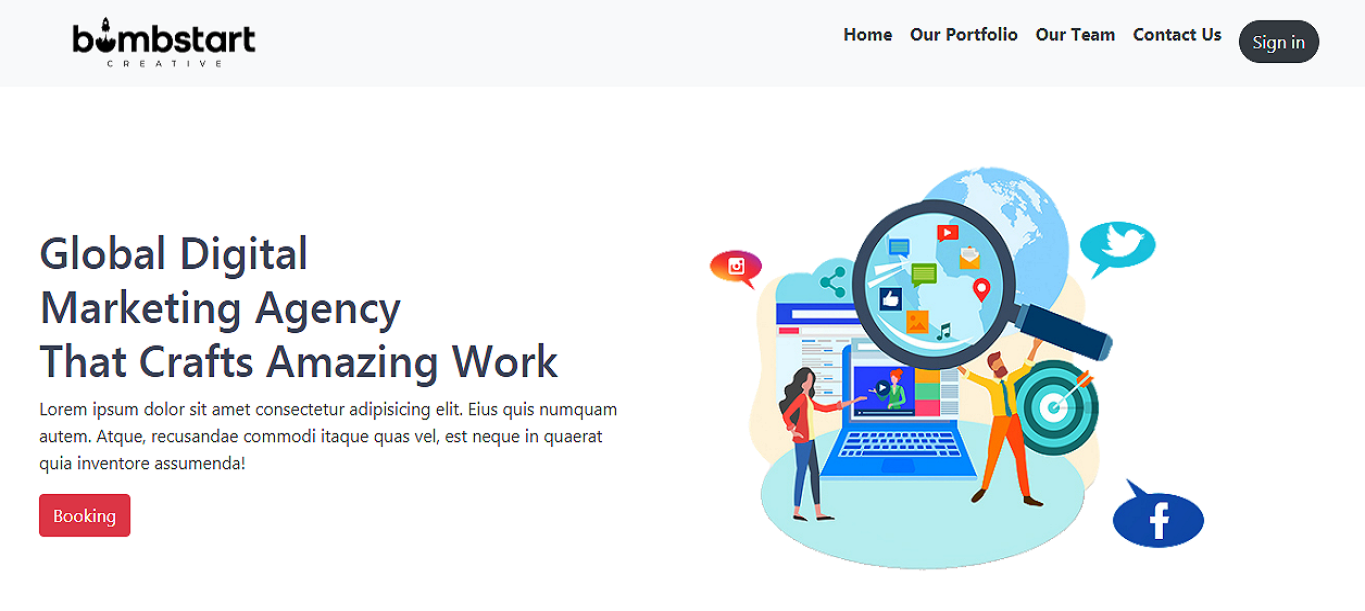 bombstart
CREATIVE
Home Our Portfolio Our Team Contact Us Sign in
Global Digital
Marketing Agency
That Crafts Amazing Work
Lorem ipsum dolor sit amet consectetur adipisicing elit. Eius quis numquam
autem. Atque, recusandae commodi itaque quas vel, est neque in quaerat
quia inventore assumenda!
Booking